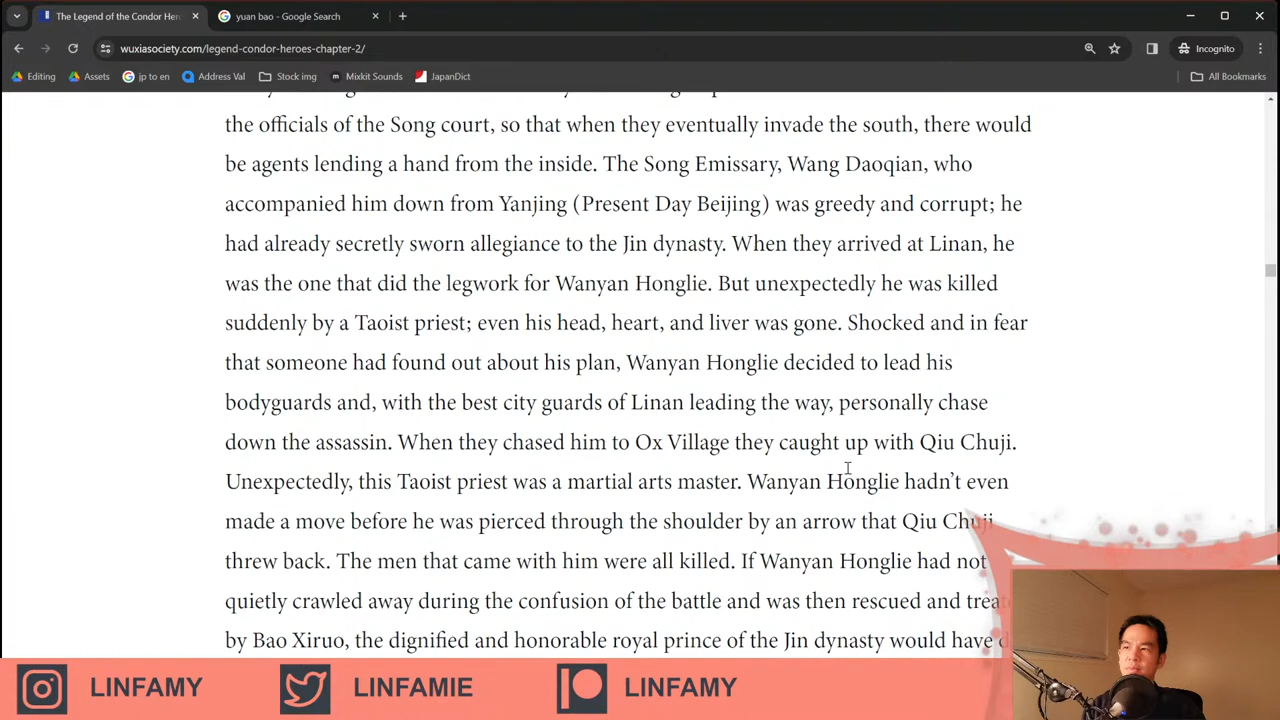 The Legend of the Condor Her
yuan bao - Google Search
wuxiasociety.com/legend-condor-heroes-chapter-2/
Incognito
Editing
Assets
jp to en
Address Val
Stock img
Mixkit Sounds
JapanDict
All Bookmarks
the officials of the Song court, so that when they eventually invade the south, there would
be agents lending a hand from the inside. The Song Emissary, Wang Daoqian, who
accompanied him down from Yanjing (Present Day Beijing) was greedy and corrupt; he
had already secretly sworn allegiance to the Jin dynasty. When they arrived at Linan, he
was the one that did the legwork for Wanyan Honglie. But unexpectedly he was killed
suddenly by a Taoist priest; even his head, heart, and liver was gone. Shocked and in fear
that someone had found out about his plan, Wanyan Honglie decided to lead his
bodyguards and, with the best city guards of Linan leading the way, personally chase
down the assassin. When they chased him to Ox Village they caught up with Qiu Chuji.
Unexpectedly, this Taoist priest was a martial arts master. Wanyan Honglie hadn't even
made a move before he was pierced through the shoulder by an arrow that Qiu Chuji
threw back. The men that came with him were all killed. If Wanyan Honglie had not
quietly crawled away during the confusion of the battle and was then rescued and trea
by Bao Xiruo, the dignified and honorable royal prince of the Jin dynasty would have
LINFAMY
LINFAMIE
LINFAMY